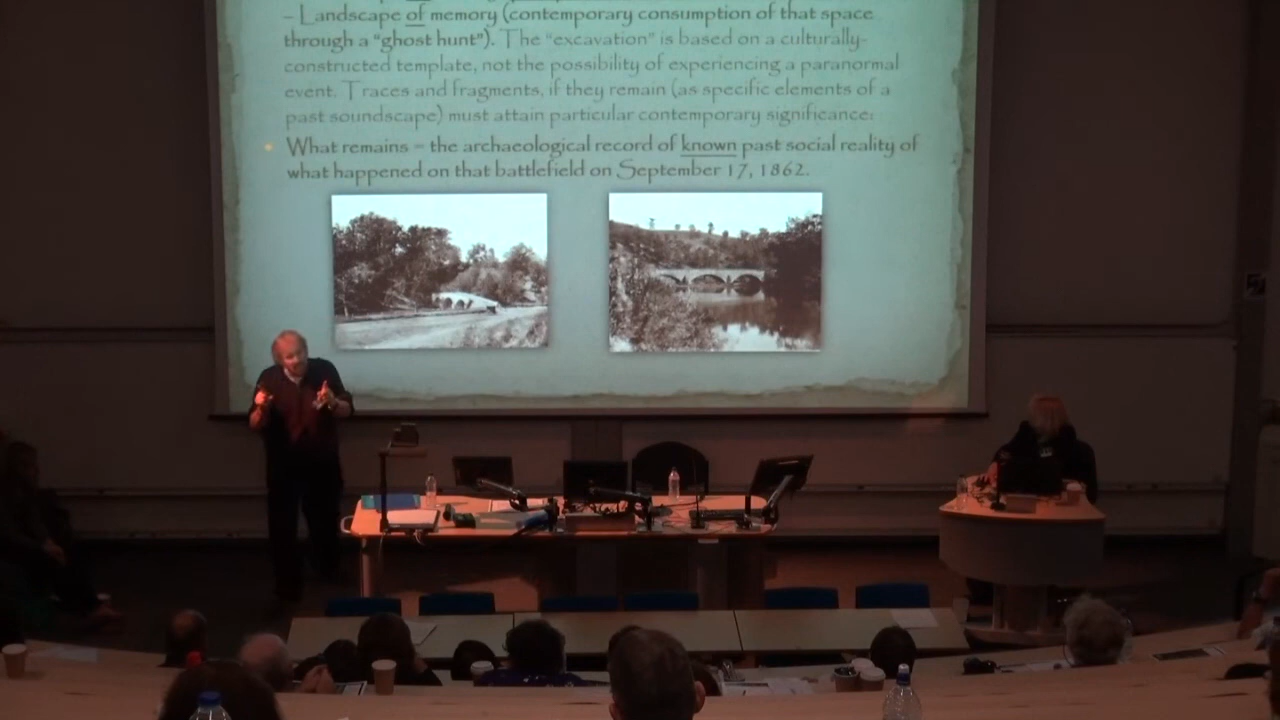 – Landscape of memory (contemporary consumption of that space
through a "ghost hunt"). The "excavation" is based on a culturally-
constructed template, not the possibility of experiencing a paranormal
event. Traces and fragments, if they remain (as specific elements of a
past soundscape) must attain particular contemporary significance:
What remains = the archaeological record of known past social reality of
what happened on that battlefield on September 17, 1862.